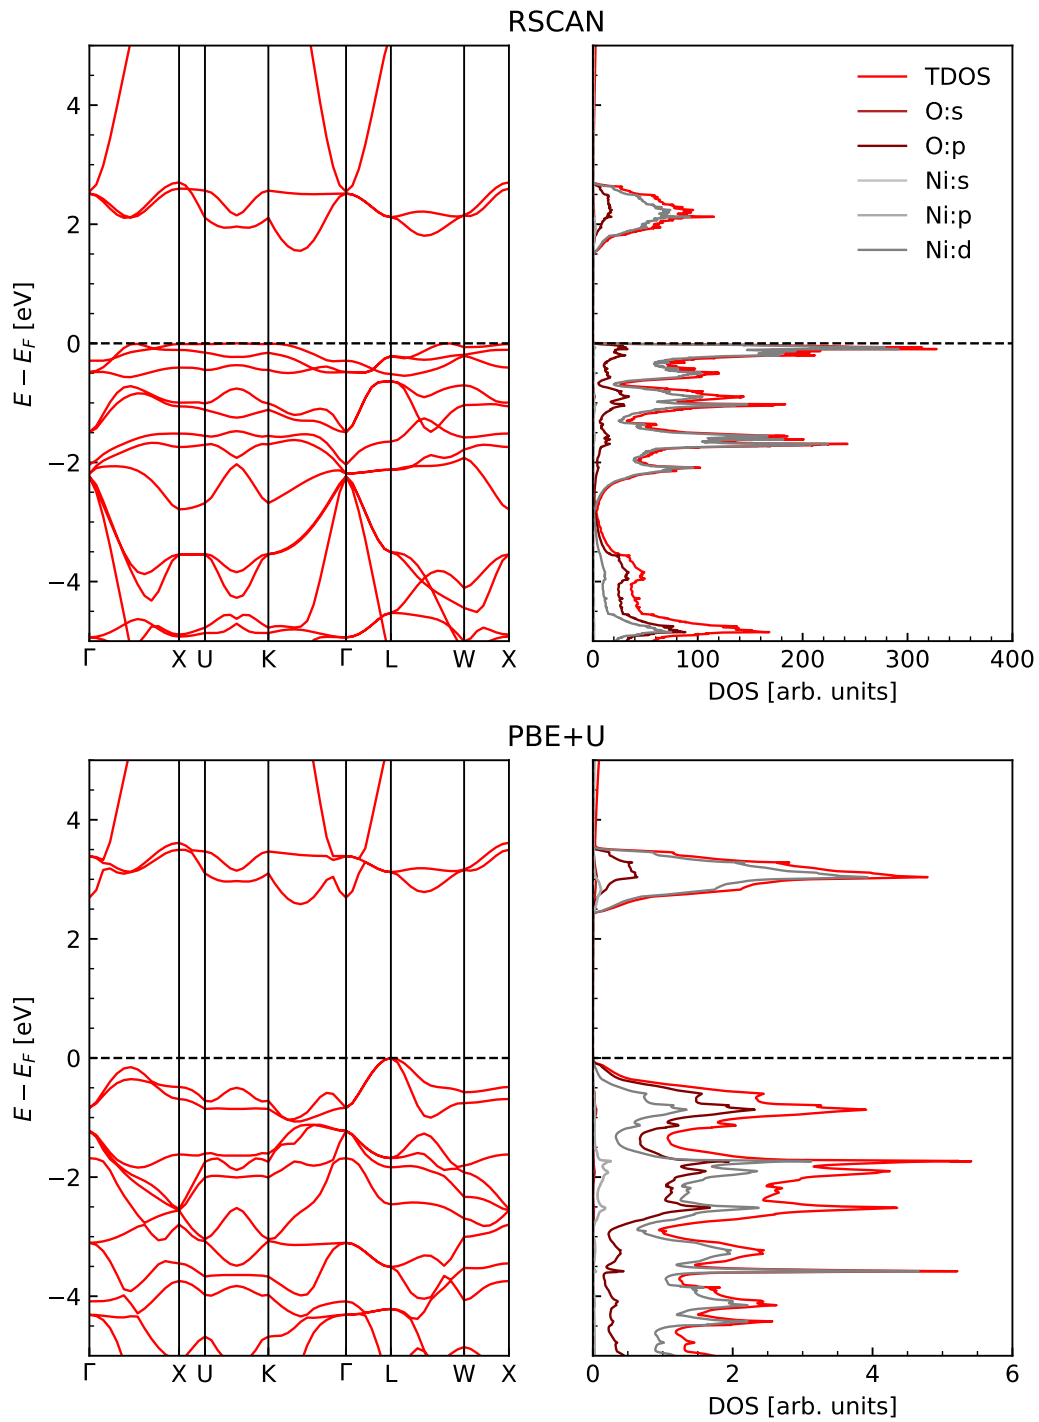 RSCAN
E − E_F [eV]
4
2
0
−2
−4
Γ X U K Γ L W X
TDOS
O:s
O:p
Ni:s
Ni:p
Ni:d
0 100 200 300 400
DOS [arb. units]
PBE+U
E − E_F [eV]
4
2
0
−2
−4
Γ X U K Γ L W X
0 2 4 6
DOS [arb. units]